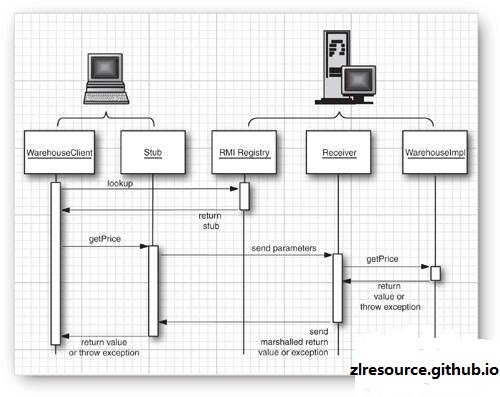 WarehouseClient
Stub
RMI Registry
Receiver
WarehouseImpl
lookup
return
stub
getPrice
send parameters
getPrice
return
value or
throw exception
send
marshalled return
value or exception
return value
or throw exception
zlresource.github.io